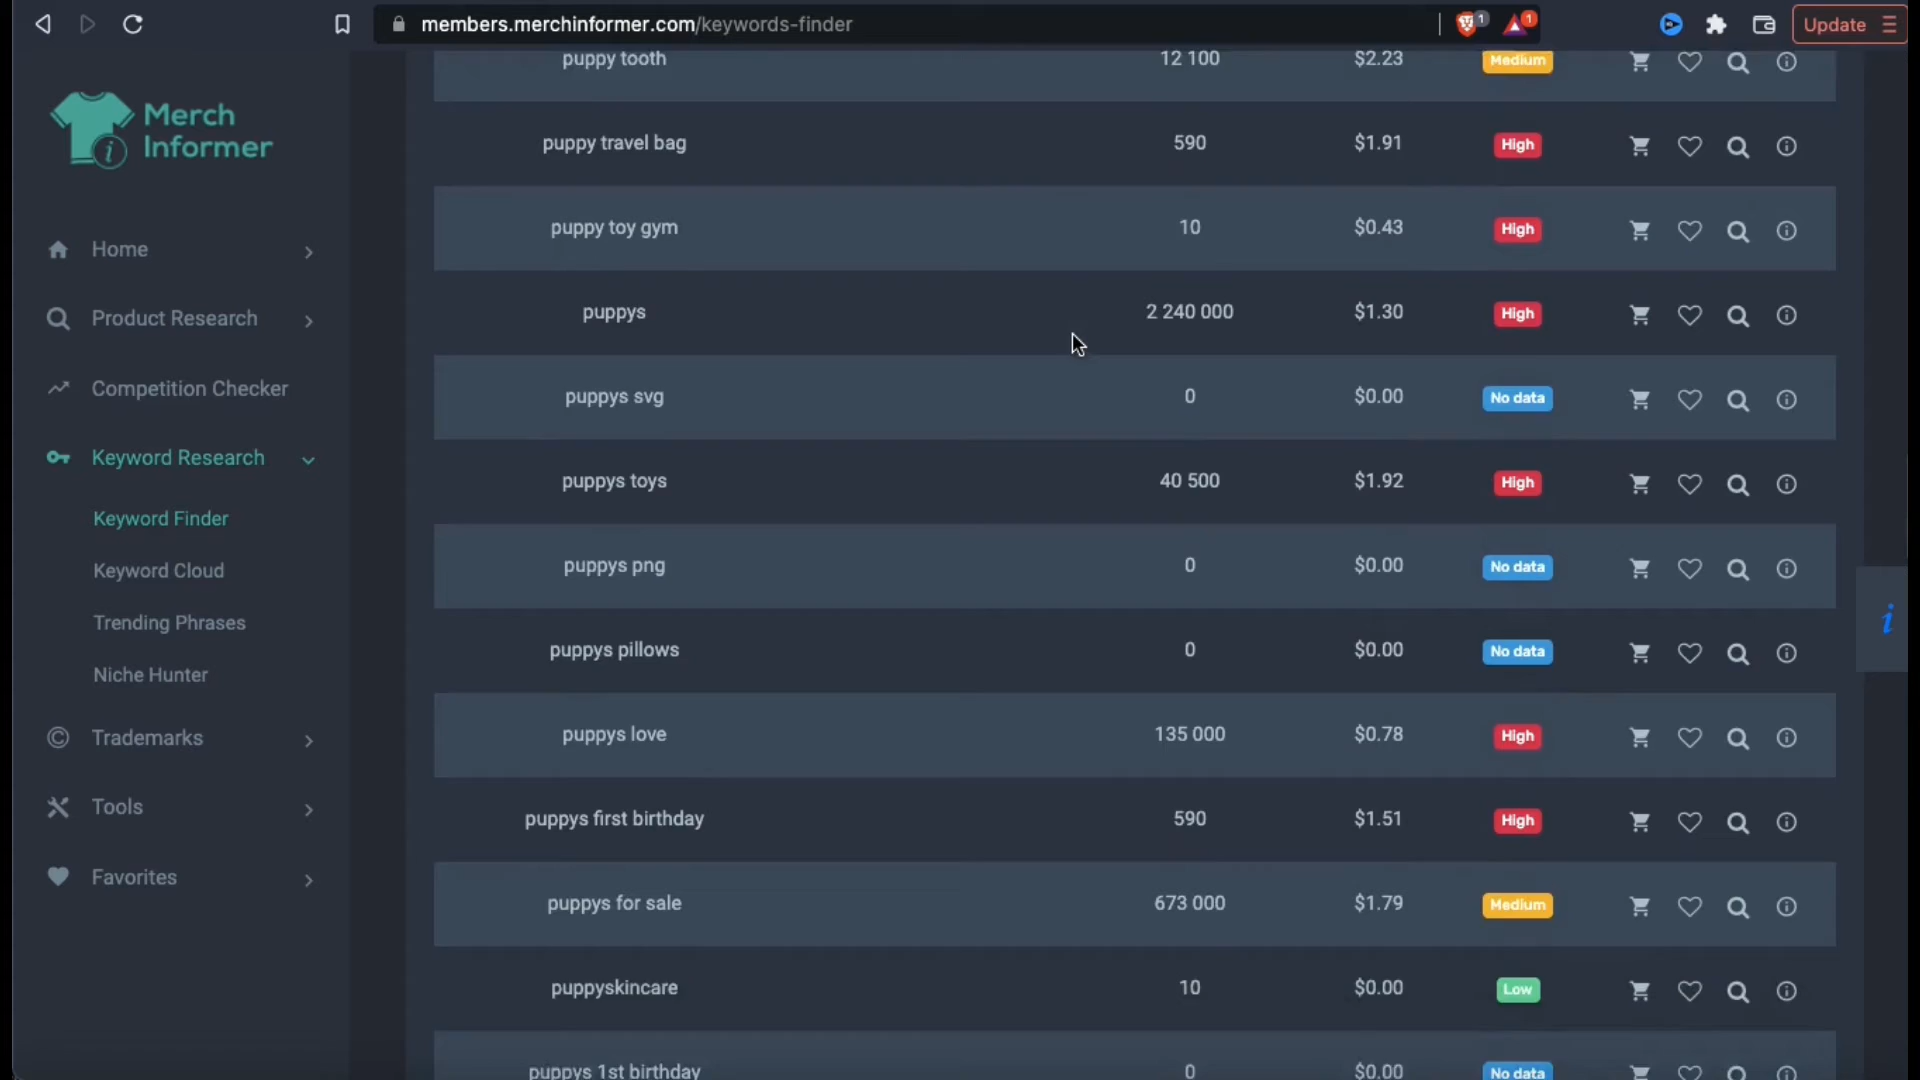 members.merchinformer.com/keywords-finder 1 1 Update
Merch
Informer
i
Home
Product Research
Competition Checker
Keyword Research
Keyword Finder
Keyword Cloud
Trending Phrases
Niche Hunter
Trademarks
Tools
Favorites
puppy tooth 12 100 $2.23 Medium
puppy travel bag 590 $1.91 High
puppy toy gym 10 $0.43 High
puppys 2 240 000 $1.30 High
puppys svg 0 $0.00 No data
puppys toys 40 500 $1.92 High
puppys png 0 $0.00 No data
puppys pillows 0 $0.00 No data
puppys love 135 000 $0.78 High
puppys first birthday 590 $1.51 High
puppys for sale 673 000 $1.79 Medium
puppyskincare 10 $0.00 Low
puppys 1st birthday 0 $0.00 No data
i